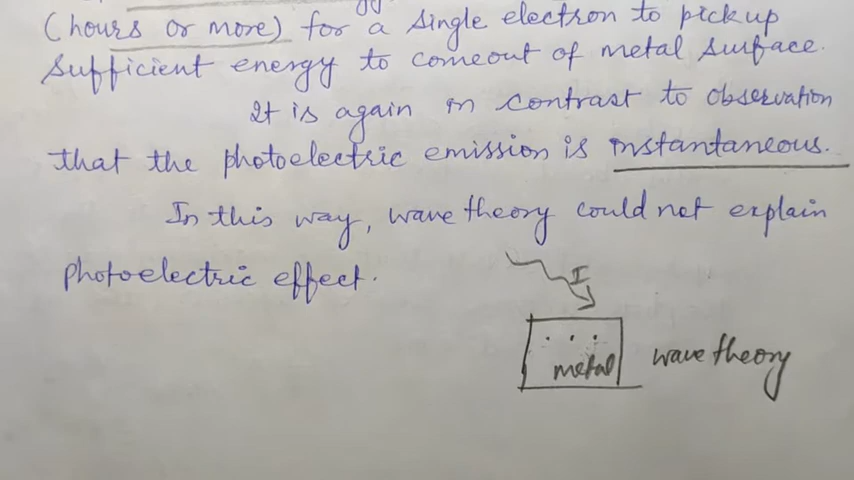 (hours or more) for a single electron to pick up
sufficient energy to comeout of metal surface.
It is again in contrast to observation
that the photoelectric emission is instantaneous.
In this way, wave theory could not explain
photoelectric effect.
I
metal
wave theory